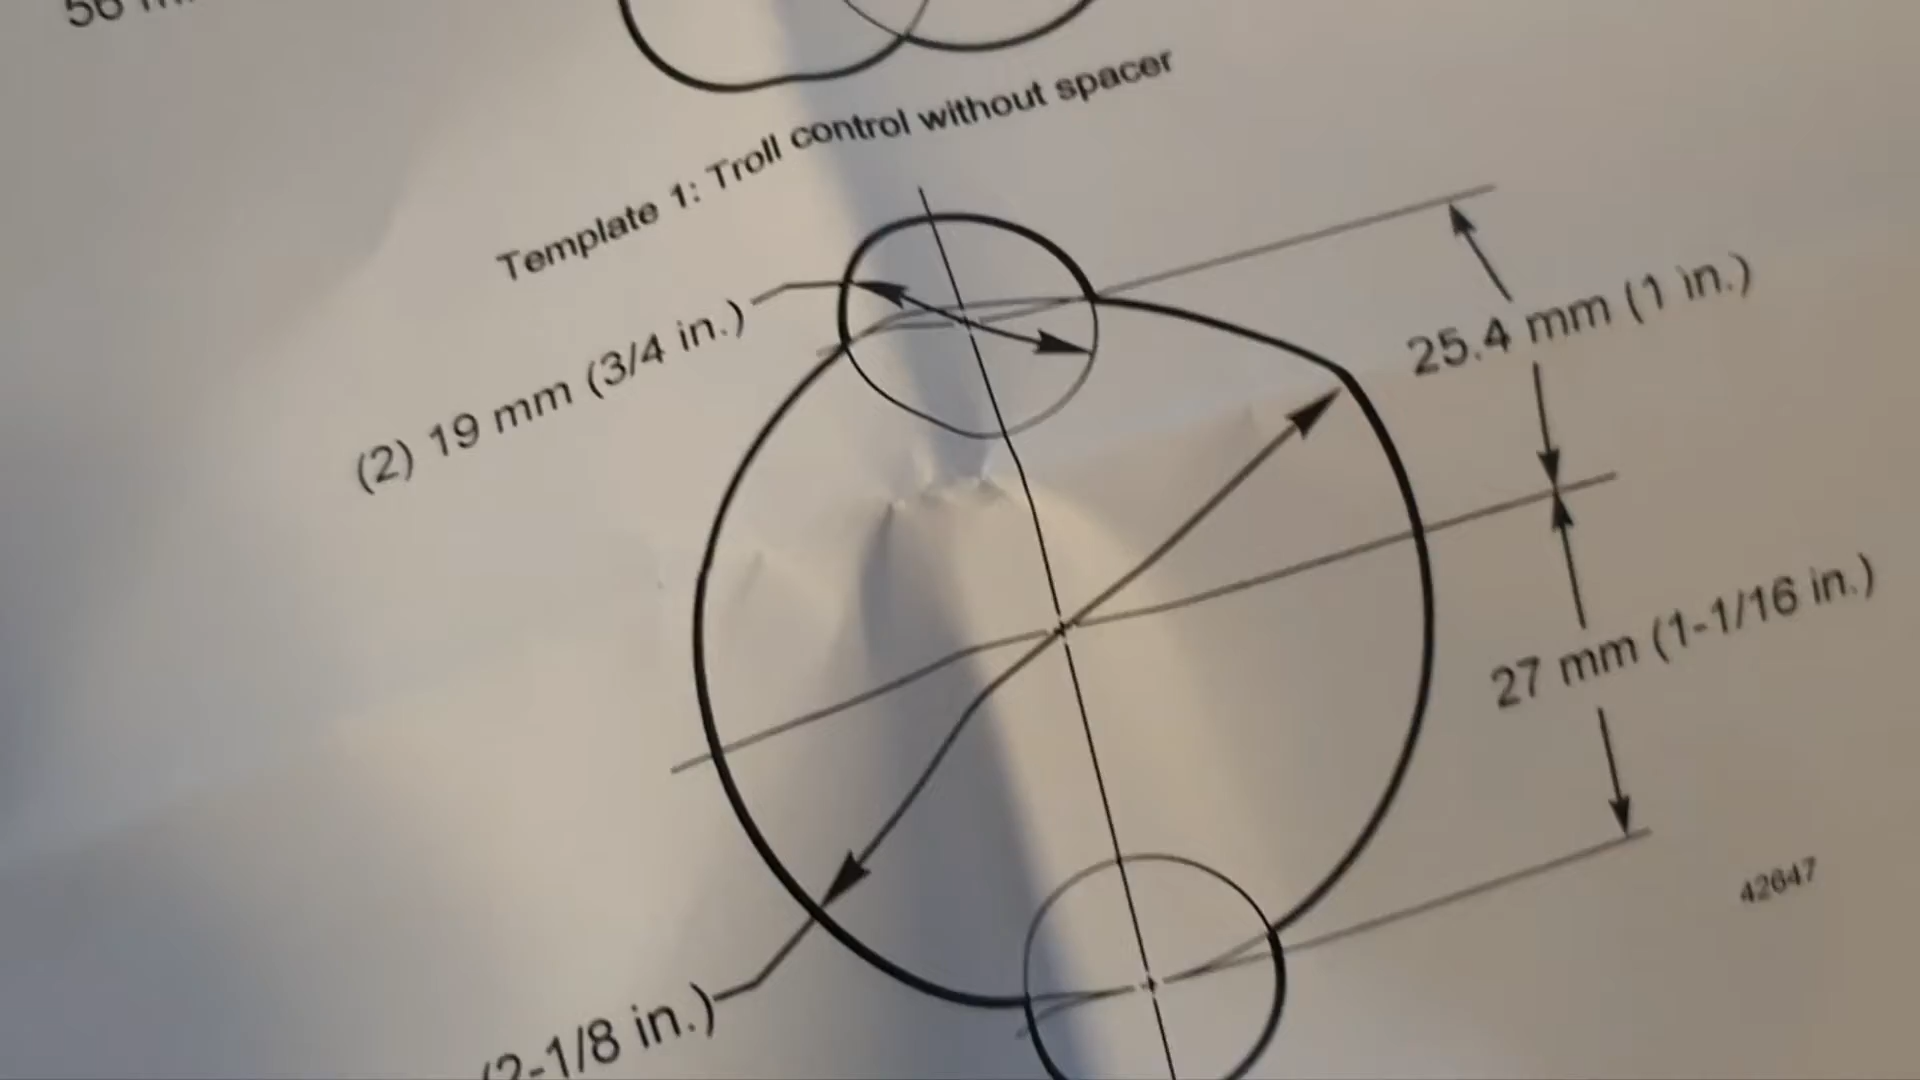 56
Template 1: Troll control without spacer
(2) 19 mm (3/4 in.)
25.4 mm (1 in.)
27 mm (1-1/16 in.)
42647
(2-1/8 in.)